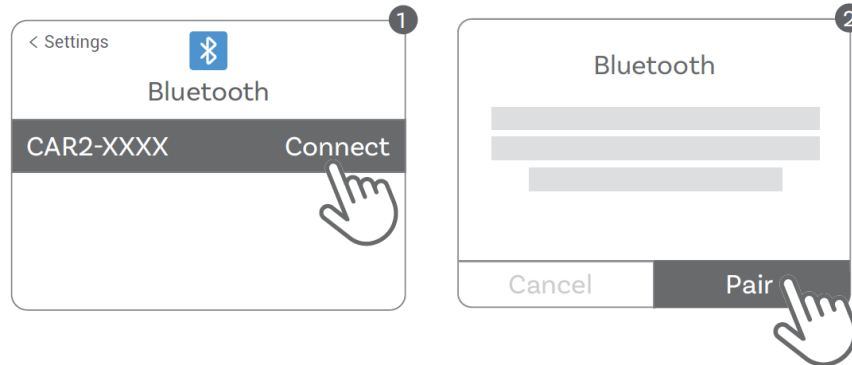 1
< Settings
Bluetooth
CAR2-XXXX Connect
2
Bluetooth
Cancel Pair